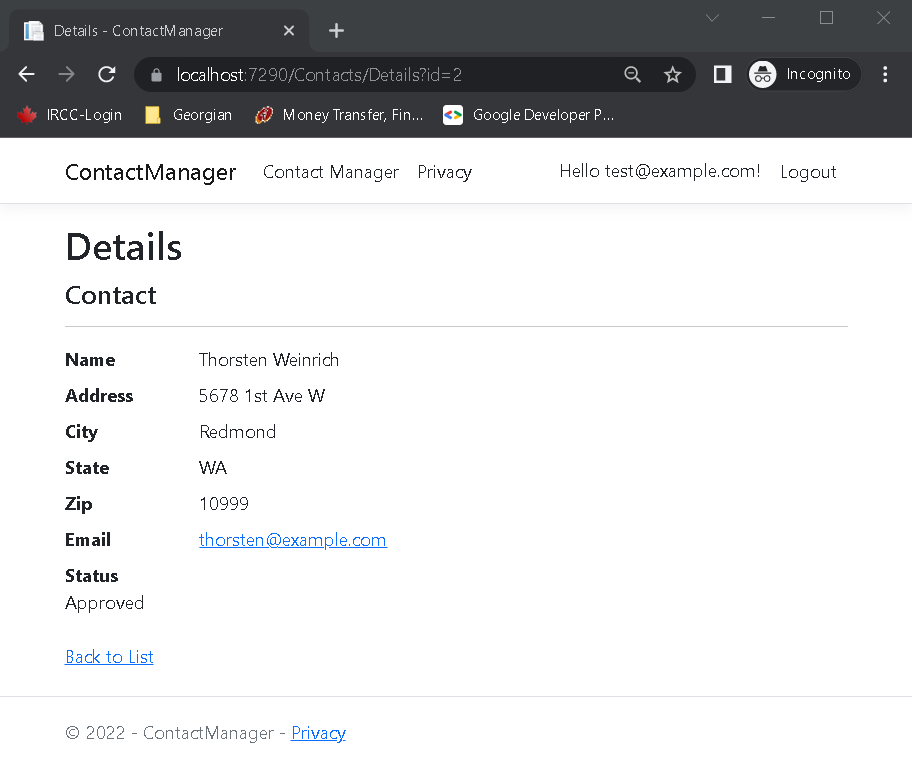 Details - ContactManager
localhost:7290/Contacts/Details?id=2
Incognito
IRCC-Login Georgian Money Transfer, Fin... Google Developer P...
ContactManager Contact Manager Privacy Hello test@example.com! Logout
Details
Contact
Name Thorsten Weinrich
Address 5678 1st Ave W
City Redmond
State WA
Zip 10999
Email thorsten@example.com
Status
Approved
Back to List
© 2022 - ContactManager - Privacy